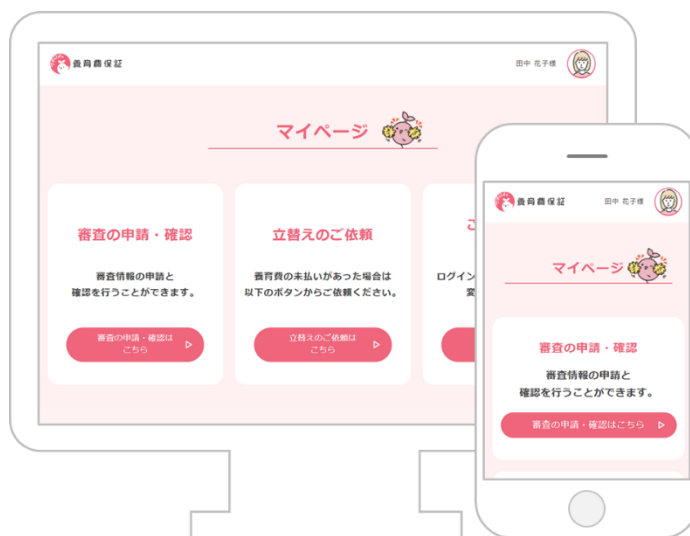 養育費保証
田中 花子様
マイページ
審査の申請・確認
審査情報の申請と
確認を行うことができます。
審査の申請・確認は
こちら
立替えのご依頼
養育費の未払いがあった場合は
以下のボタンからご依頼ください。
立替えのご依頼は
こちら
ログイン
変
養育費保証
田中 花子様
マイページ
審査の申請・確認
審査情報の申請と
確認を行うことができます。
審査の申請・確認はこちら